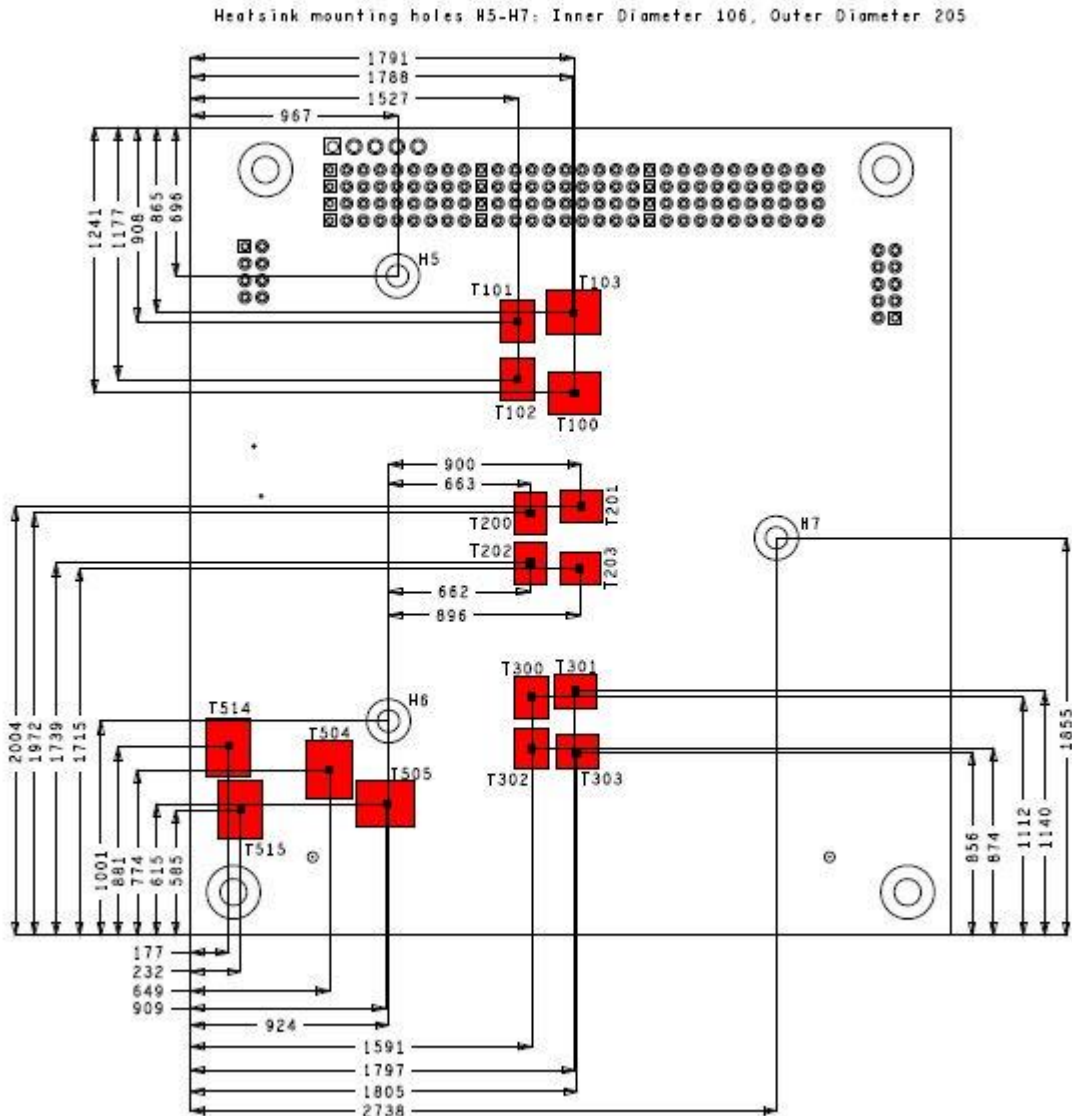 Heatsink mounting holes H5-H7: Inner Diameter 106, Outer Diameter 205
1791
1788
1527
967
1241
1177
908
865
696
H5
T101
T103
T102
T100
900
663
T200
T201
T202
T203
H7
662
896
2004
1972
1739
1715
1855
T300
T301
T302
T303
T514
H6
T504
T505
T515
1001
881
774
615
585
856
874
1112
1140
177
232
649
909
924
1591
1797
1805
2738